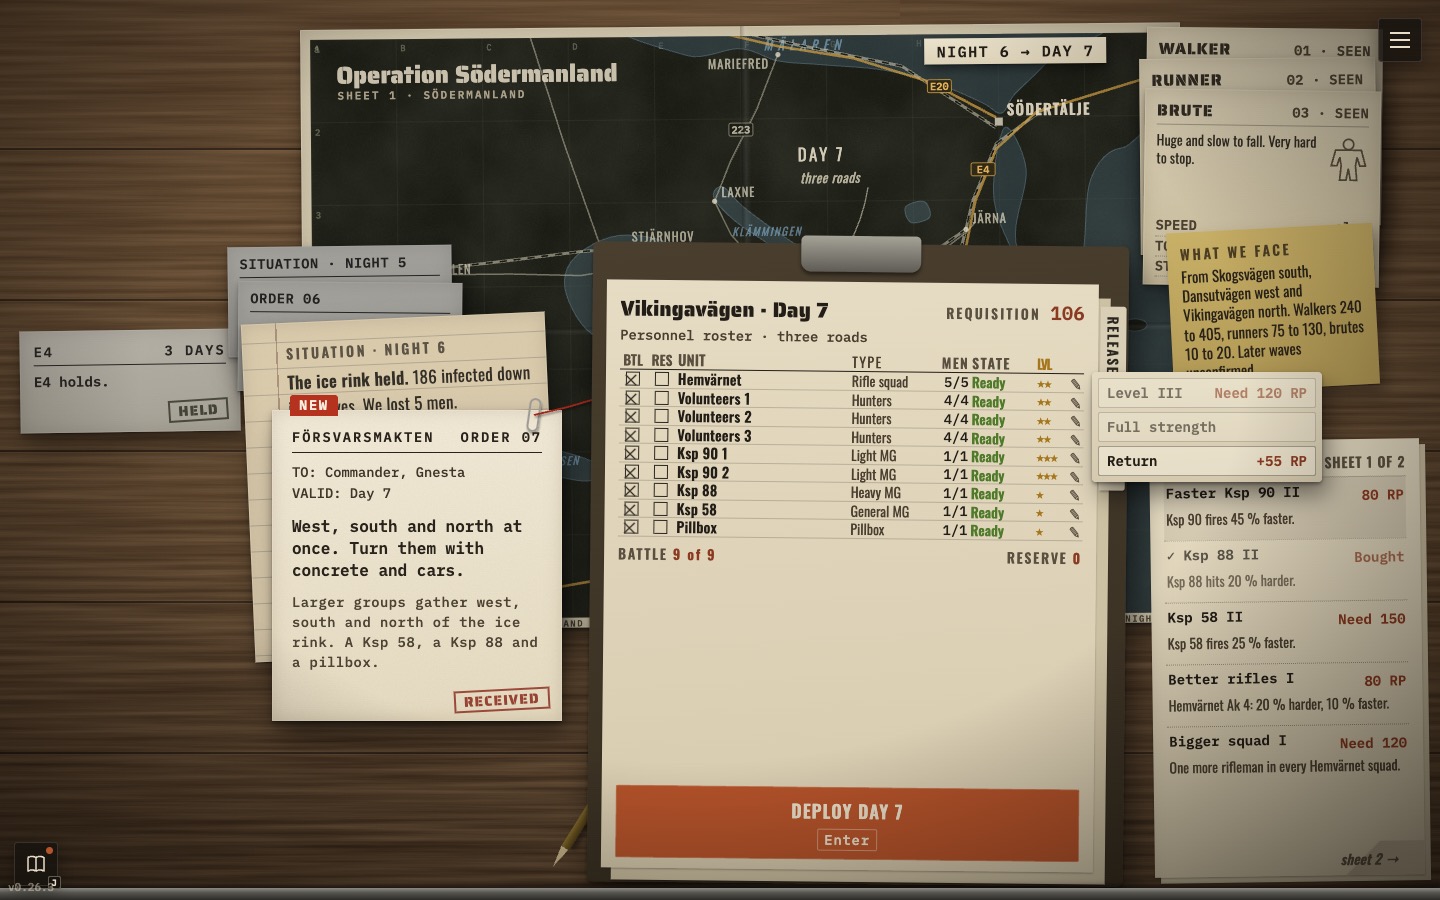 Operation Södermanland
SHEET 1 · SÖDERMANLAND
A
B
C
D
E
F
H
2
3
MÄLAREN
MARIEFRED
NIGHT 6 → DAY 7
E20
SÖDERTÄLJE
223
DAY 7
three roads
E4
LAXNE
KLÄMMINGEN
JÄRNA
STJÄRNHOV
WALKER 01 · SEEN
RUNNER 02 · SEEN
BRUTE 03 · SEEN
Huge and slow to fall. Very hard
to stop.
SPEED
WHAT WE FACE
From Skogsvägen south,
Dansutvägen west and
Vikingavägen north. Walkers 240
to 405, runners 75 to 130, brutes
10 to 20. Later waves
unconfirmed.
SITUATION · NIGHT 5
ORDER 06
E4 3 DAYS
E4 holds.
HELD
SITUATION · NIGHT 6
The ice rink held. 186 infected down
We lost 5 men.
NEW
FÖRSVARSMAKTEN ORDER 07
TO: Commander, Gnesta
VALID: Day 7
West, south and north at
once. Turn them with
concrete and cars.
Larger groups gather west,
south and north of the ice
rink. A Ksp 58, a Ksp 88 and
a pillbox.
RECEIVED
Vikingavägen · Day 7 REQUISITION 106
Personnel roster · three roads
BTL RES UNIT TYPE MEN STATE LVL
Hemvärnet Rifle squad 5/5 Ready ★★
Volunteers 1 Hunters 4/4 Ready ★★
Volunteers 2 Hunters 4/4 Ready ★★
Volunteers 3 Hunters 4/4 Ready ★★
Ksp 90 1 Light MG 1/1 Ready ★★★
Ksp 90 2 Light MG 1/1 Ready ★★★
Ksp 88 Heavy MG 1/1 Ready ★
Ksp 58 General MG 1/1 Ready ★
Pillbox Pillbox 1/1 Ready ★
BATTLE 9 of 9 RESERVE 0
DEPLOY DAY 7
Enter
RELEASE
Level III Need 120 RP
Full strength
Return +55 RP
SHEET 1 OF 2
Faster Ksp 90 II 80 RP
Ksp 90 fires 45 % faster.
✓ Ksp 88 II Bought
Ksp 88 hits 20 % harder.
Ksp 58 II Need 150
Ksp 58 fires 25 % faster.
Better rifles I 80 RP
Hemvärnet Ak 4: 20 % harder, 10 % faster.
Bigger squad I Need 120
One more rifleman in every Hemvärnet squad.
sheet 2 →
J